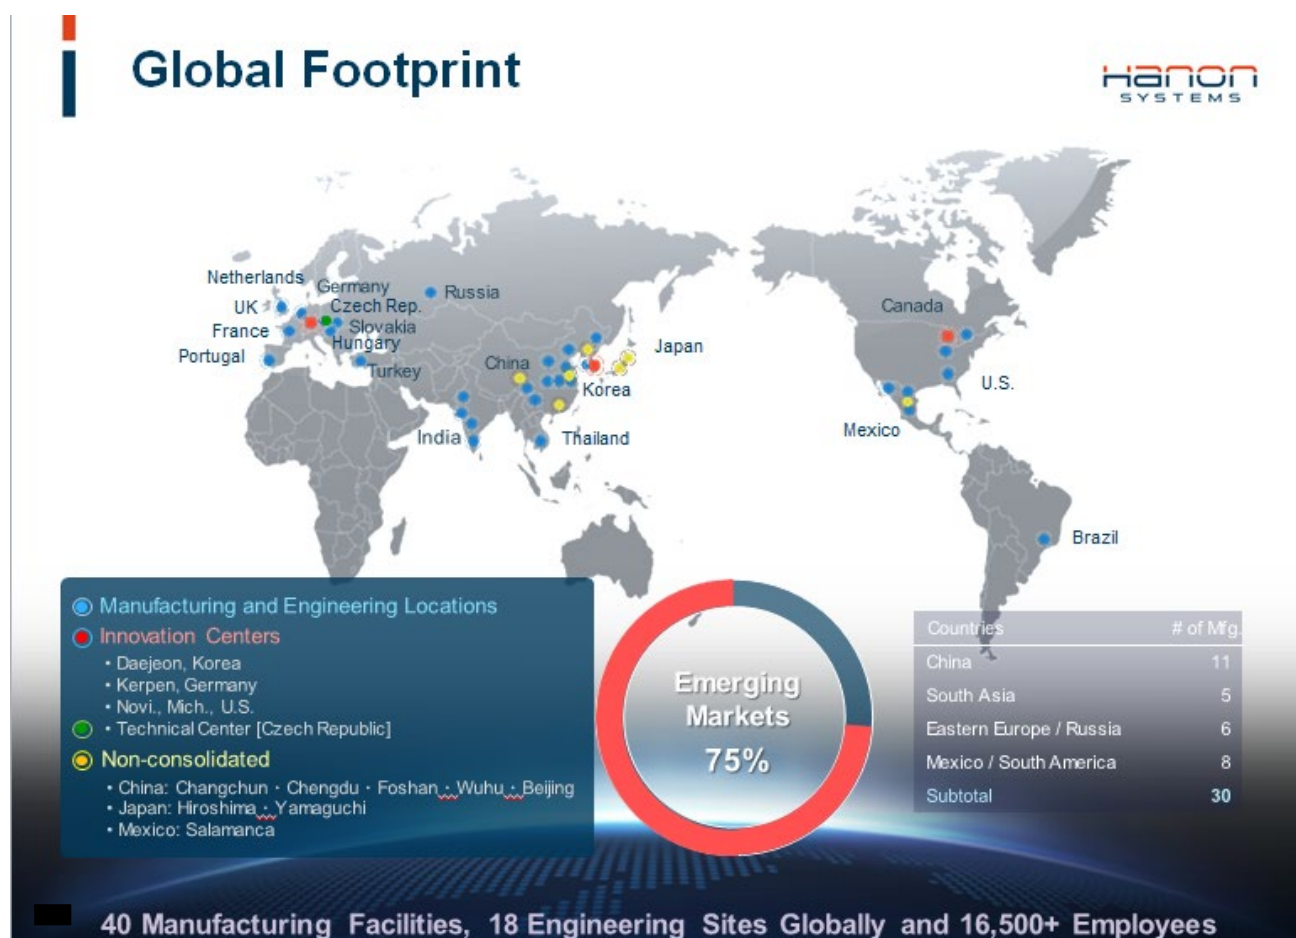 Global Footprint
Hanon
SYSTEMS
Netherlands
Germany
Russia
UK
Czech Rep.
France
Slovakia
Hungary
Portugal
Turkey
China
Japan
Korea
India
Thailand
Canada
U.S.
Mexico
Brazil
Manufacturing and Engineering Locations
Innovation Centers
• Daejeon, Korea
• Kerpen, Germany
• Novi., Mich., U.S.
• Technical Center [Czech Republic]
Non-consolidated
• China: Changchun · Chengdu · Foshan · Wuhu · Beijing
• Japan: Hiroshima · Yamaguchi
• Mexico: Salamanca
Emerging
Markets
75%
Countries # of Mfg.
China 11
South Asia 5
Eastern Europe / Russia 6
Mexico / South America 8
Subtotal 30
40 Manufacturing Facilities, 18 Engineering Sites Globally and 16,500+ Employees